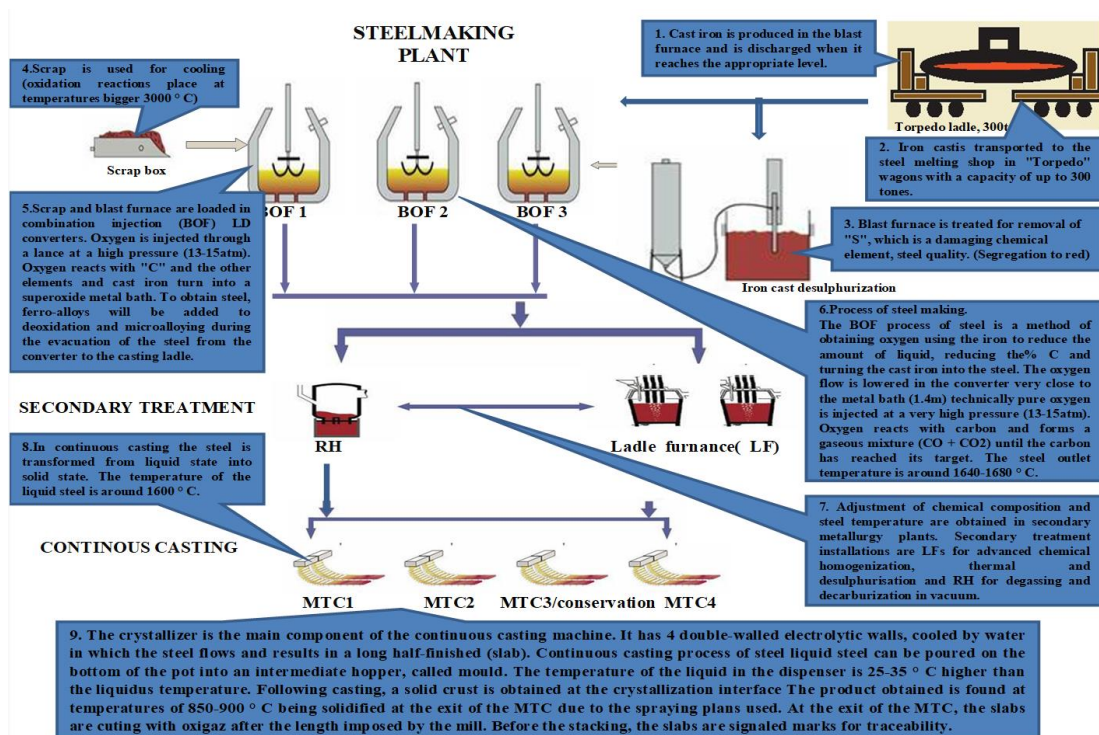 STEELMAKING
PLANT
1. Cast iron is produced in the blast
furnace and is discharged when it
reaches the appropriate level.
4.Scrap is used for cooling
(oxidation reactions place at
temperatures bigger 3000 ° C)
Torpedo ladle, 300t
Scrap box
2. Iron castis transported to the
steel melting shop in "Torpedo"
wagons with a capacity of up to 300
tones.
BOF 1
BOF 2
BOF 3
5.Scrap and blast furnace are loaded in
combination injection (BOF) LD
converters. Oxygen is injected through
a lance at a high pressure (13-15atm).
Oxygen reacts with "C" and the other
elements and cast iron turn into a
superoxide metal bath. To obtain steel,
ferro-alloys will be added to
deoxidation and microalloying during
the evacuation of the steel from the
converter to the casting ladle.
3. Blast furnace is treated for removal of
"S", which is a damaging chemical
element, steel quality. (Segregation to red)
Iron cast desulphurization
6.Process of steel making.
The BOF process of steel is a method of
obtaining oxygen using the iron to reduce the
amount of liquid, reducing the% C and
turning the cast iron into the steel. The oxygen
flow is lowered in the converter very close to
the metal bath (1.4m) technically pure oxygen
is injected at a very high pressure (13-15atm).
Oxygen reacts with carbon and forms a
gaseous mixture (CO + CO2) until the carbon
has reached its target. The steel outlet
temperature is around 1640-1680 ° C.
SECONDARY TREATMENT
RH
Ladle furnance( LF)
8.In continuous casting the steel is
transformed from liquid state into
solid state. The temperature of the
liquid steel is around 1600 ° C.
7. Adjustment of chemical composition and
steel temperature are obtained in secondary
metallurgy plants. Secondary treatment
installations are LFs for advanced chemical
homogenization, thermal and
desulphurisation and RH for degassing and
decarburization in vacuum.
CONTINOUS CASTING
MTC1
MTC2
MTC3/conservation
MTC4
9. The crystallizer is the main component of the continuous casting machine. It has 4 double-walled electrolytic walls, cooled by water
in which the steel flows and results in a long half-finished (slab). Continuous casting process of steel liquid steel can be poured on the
bottom of the pot into an intermediate hopper, called mould. The temperature of the liquid in the dispenser is 25-35 ° C higher than
the liquidus temperature. Following casting, a solid crust is obtained at the crystallization interface The product obtained is found at
temperatures of 850-900 ° C being solidified at the exit of the MTC due to the spraying plans used. At the exit of the MTC, the slabs
are cuting with oxigaz after the length imposed by the mill. Before the stacking, the slabs are signaled marks for traceability.